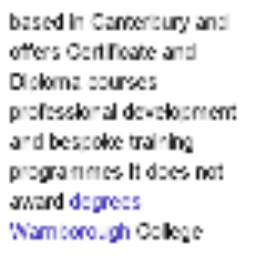 based in Canterbury and
offers Certificate and
Diploma courses
professional development
and bespoke training
programmes It does not
award degrees
Warnborough College